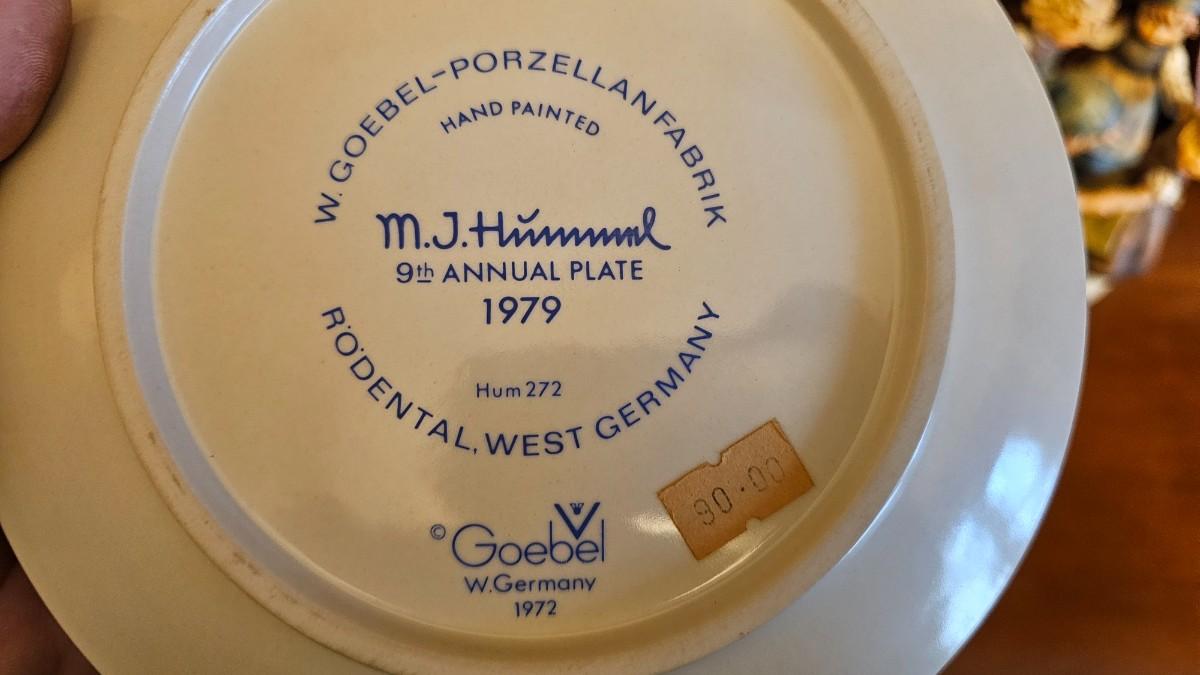 W. GOEBEL-PORZELLANFABRIK
HAND PAINTED
M.J.Hummel
9th ANNUAL PLATE
1979
Hum 272
RÖDENTAL, WEST GERMANY
© Goebel
W.Germany
1972
90.00